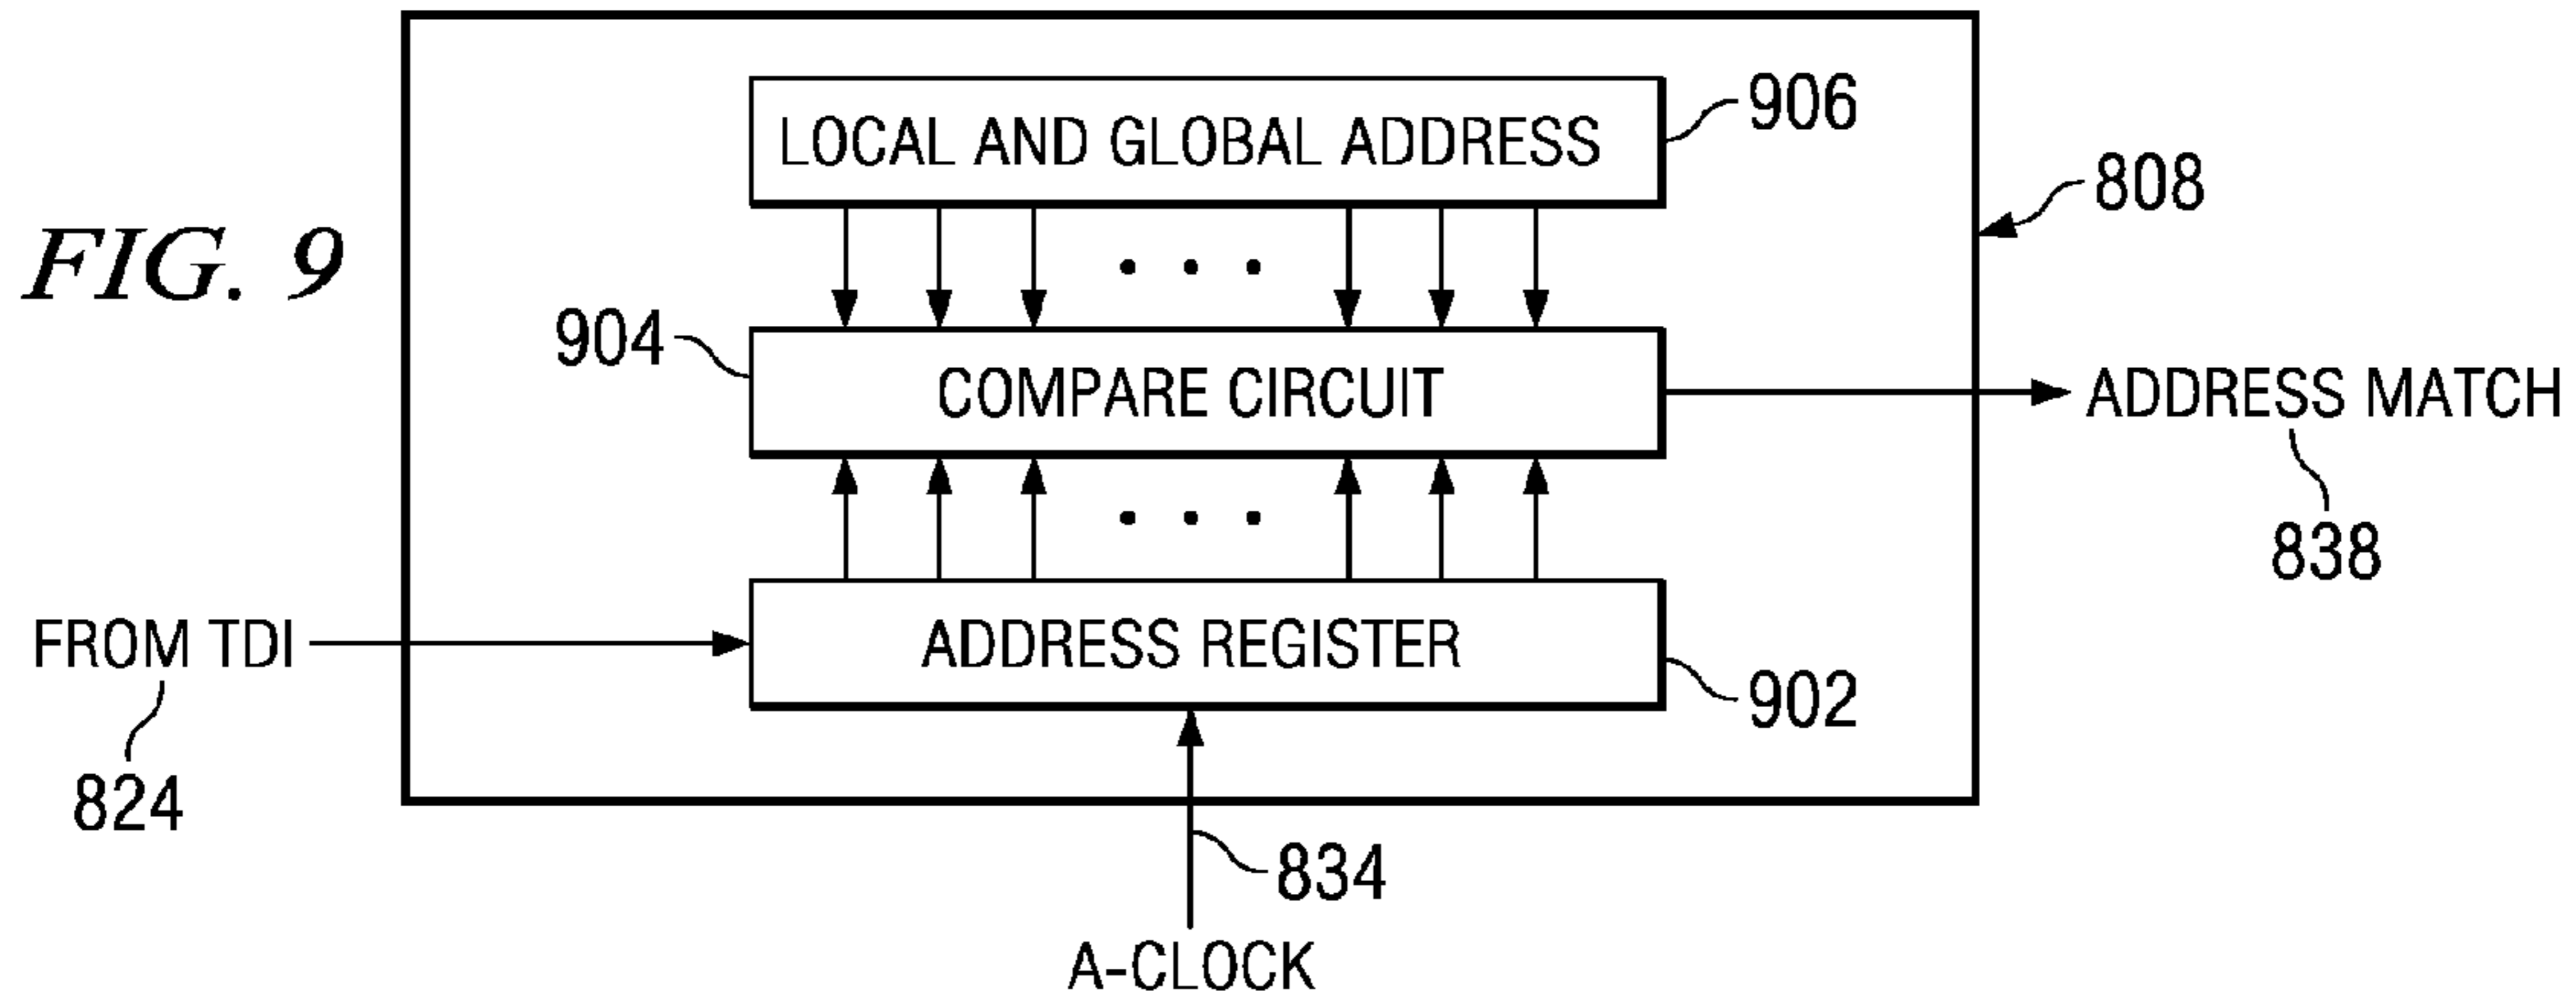 FIG. 9
LOCAL AND GLOBAL ADDRESS
906
808
904
COMPARE CIRCUIT
ADDRESS MATCH
838
FROM TDI
824
ADDRESS REGISTER
902
834
A-CLOCK